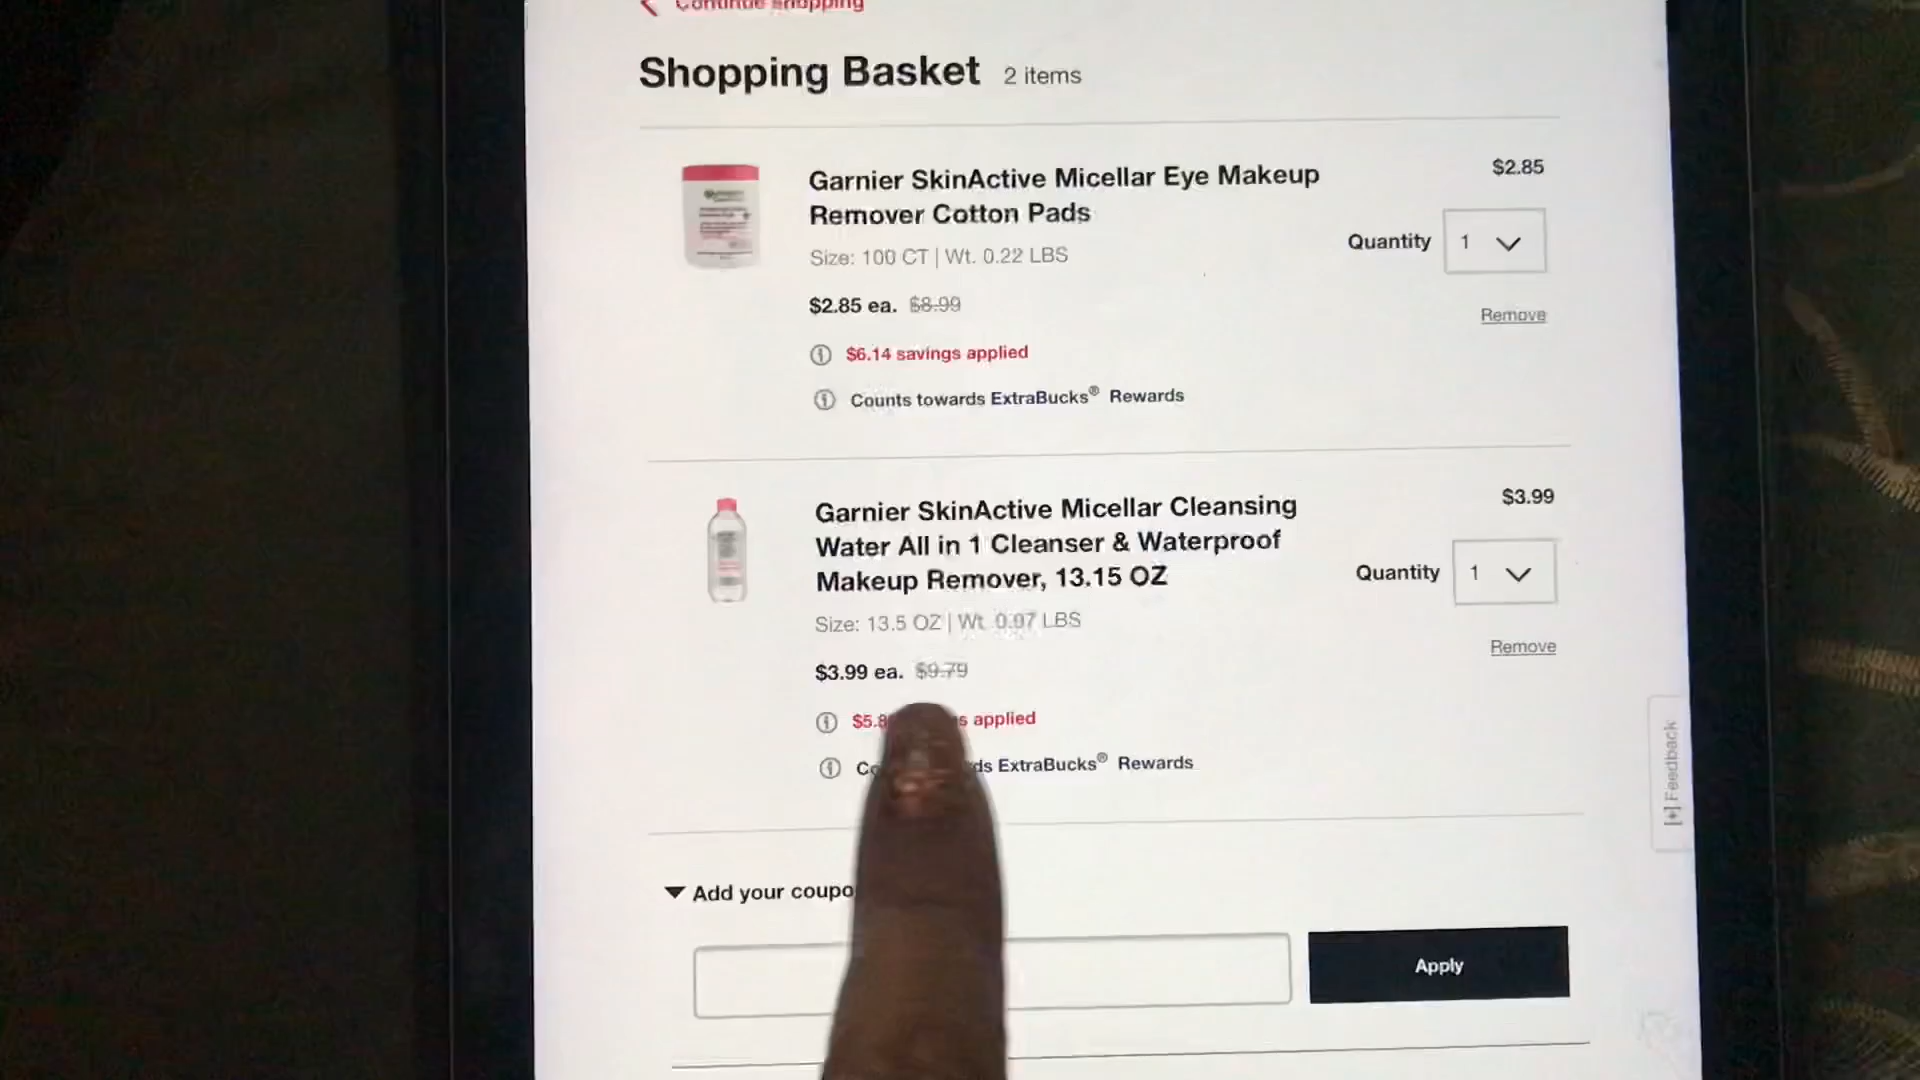 Continue shopping
Shopping Basket 2 items
Garnier SkinActive Micellar Eye Makeup
Remover Cotton Pads
Size: 100 CT | Wt. 0.22 LBS
$2.85 ea. $8.99
$6.14 savings applied
Counts towards ExtraBucks® Rewards
$2.85
Quantity 1
Remove
Garnier SkinActive Micellar Cleansing
Water All in 1 Cleanser & Waterproof
Makeup Remover, 13.15 OZ
Size: 13.5 OZ | Wt. 0.97 LBS
$3.99 ea. $9.79
applied
ExtraBucks® Rewards
$3.99
Quantity 1
Remove
[+] Feedback
Add your
Apply